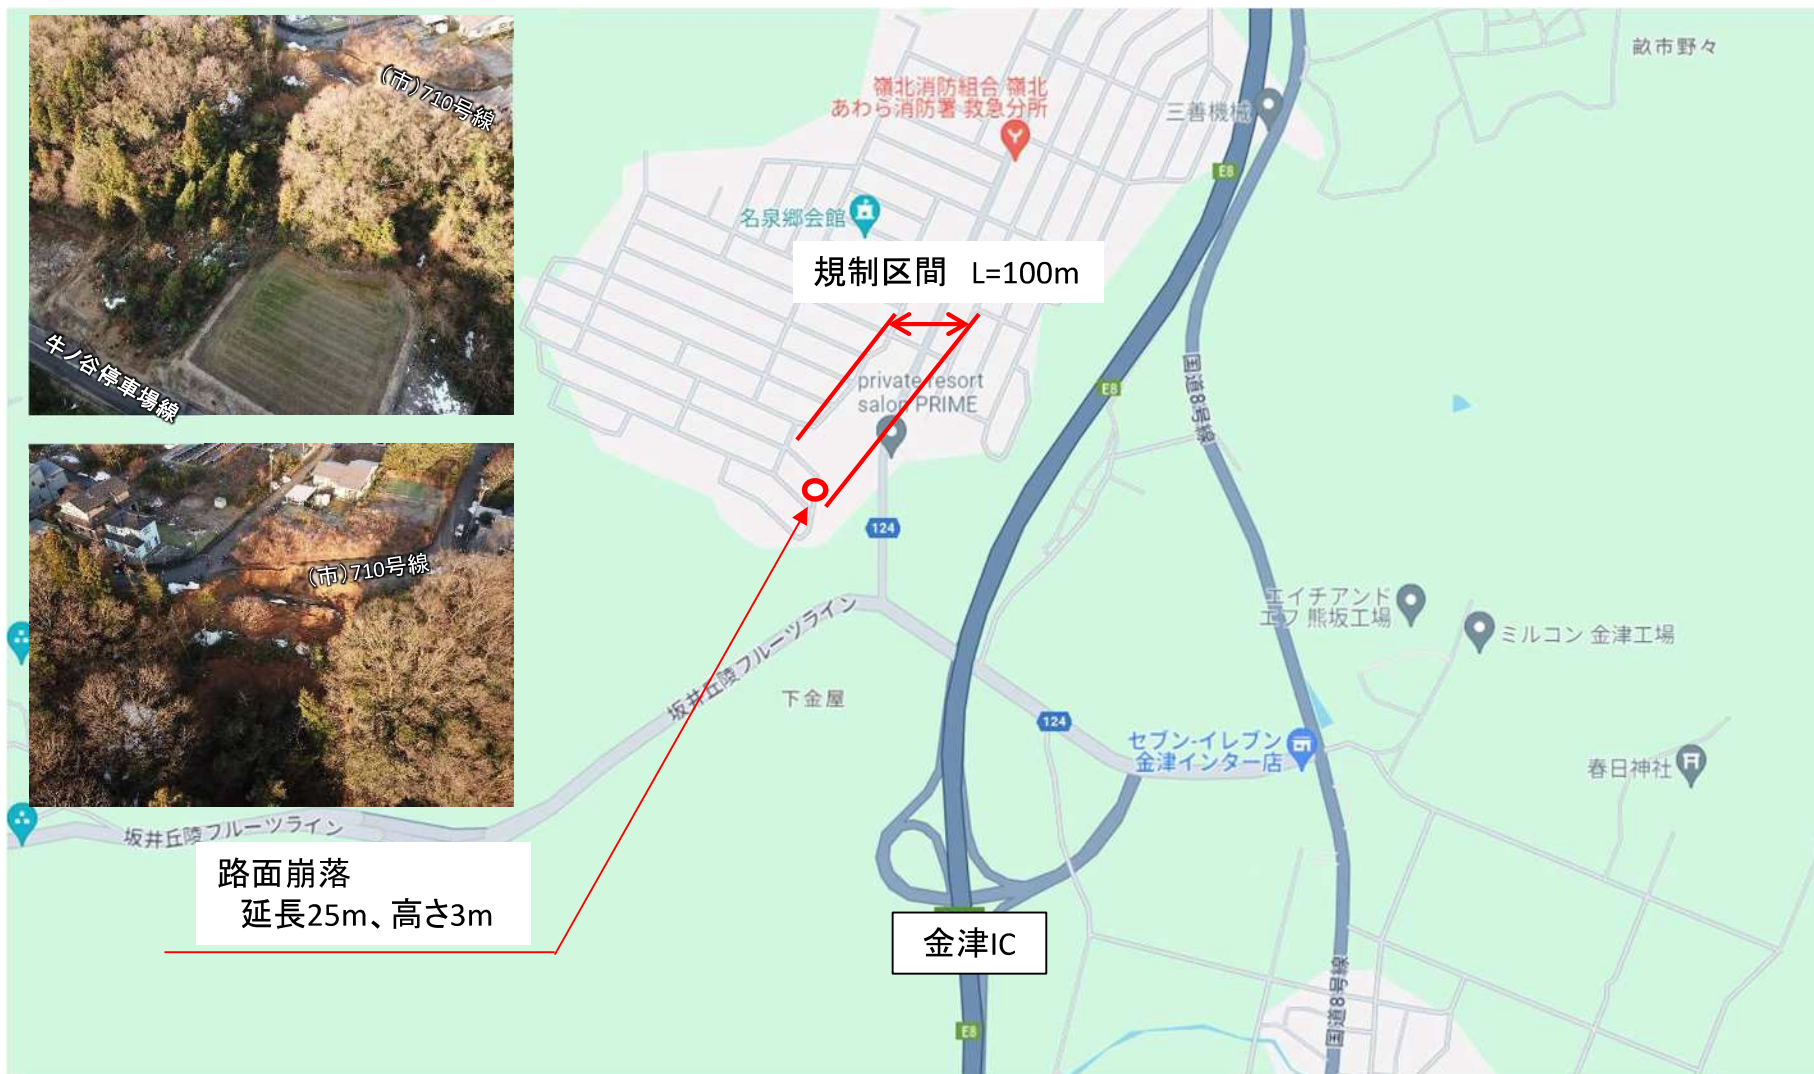 (市)710号線
牛ノ谷停車場線
(市)710号線
路面崩落
延長25m、高さ3m
規制区間 L=100m
金津IC
嶺北消防組合 嶺北
あわら消防署 救急分所
名泉郷会館
三善機械
畝市野々
private resort
salon PRIME
E8
E8
国道8号線
124
坂井丘陵フルーツライン
下金屋
124
エイチアンド
エフ 熊坂工場
ミルコン 金津工場
セブン-イレブン
金津インター店
春日神社
坂井丘陵フルーツライン
国道8号線
E8